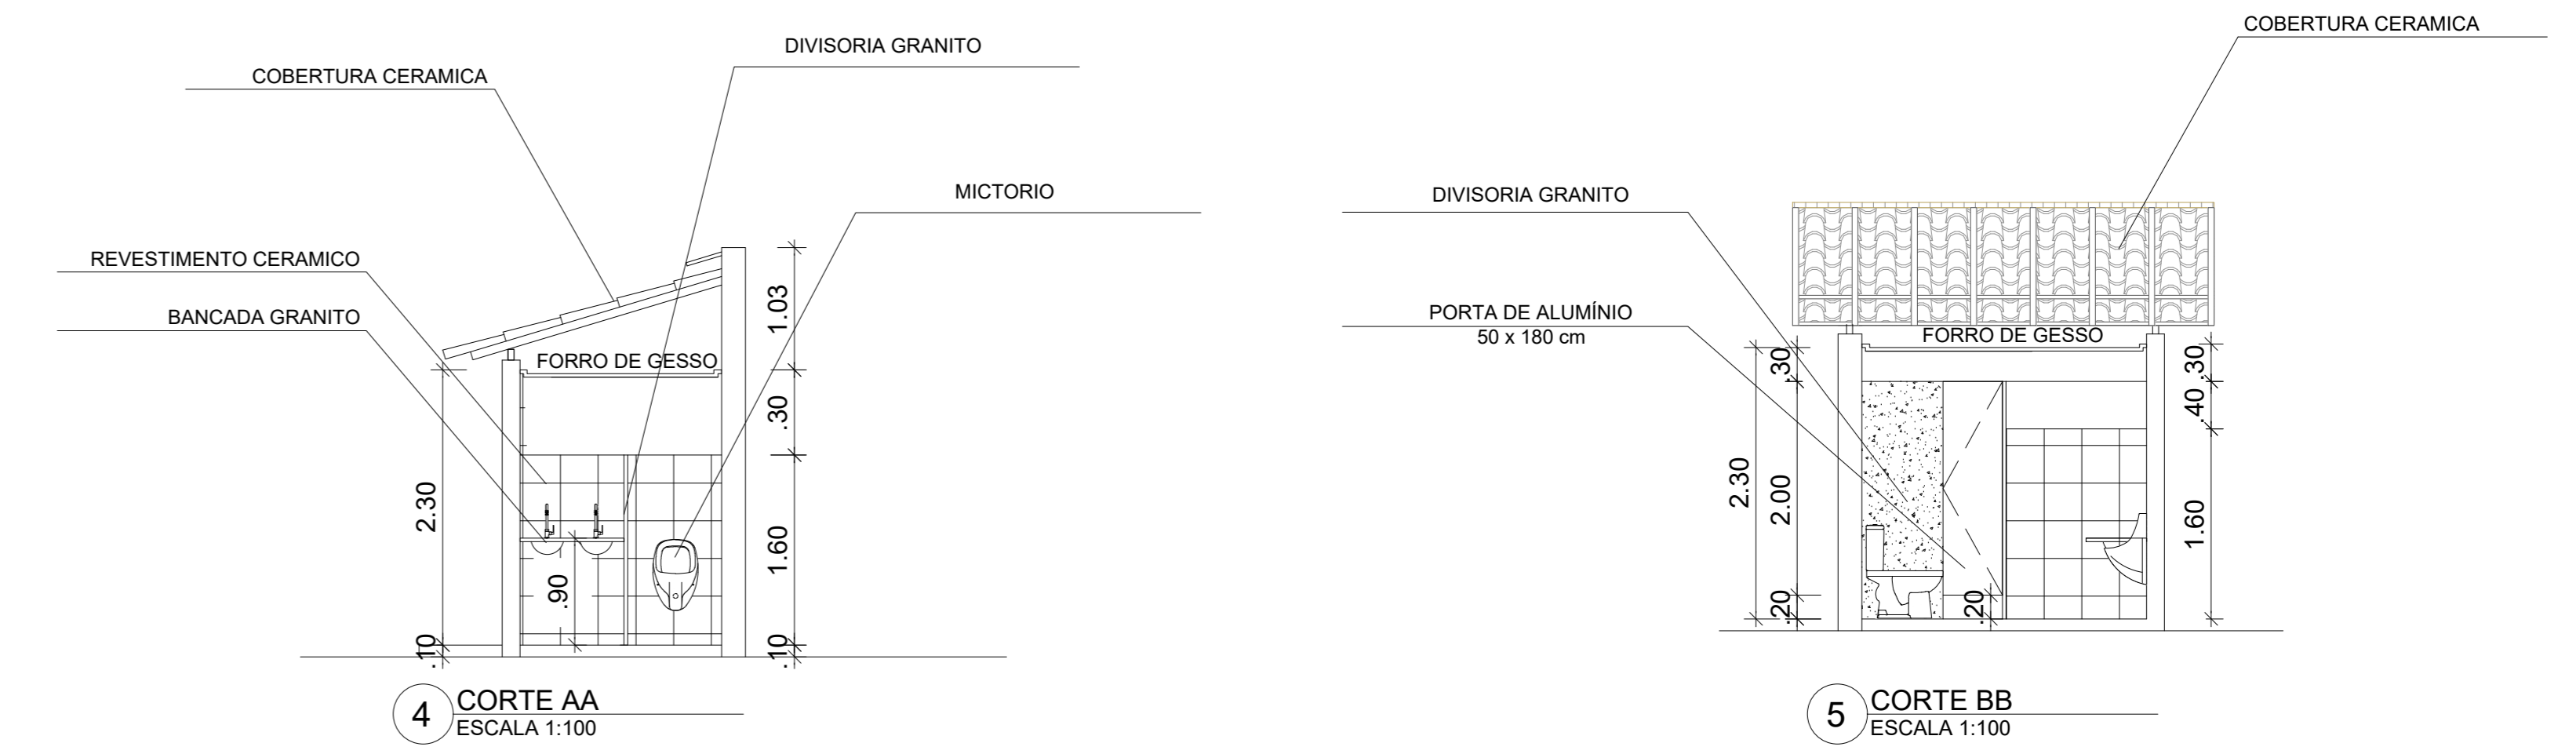 COBERTURA CERAMICA
DIVISORIA GRANITO
MICTORIO
REVESTIMENTO CERAMICO
BANCADA GRANITO
FORRO DE GESSO
1.03
.30
1.60
.10
2.30
.10
.90
4
CORTE AA
ESCALA 1:100
COBERTURA CERAMICA
DIVISORIA GRANITO
PORTA DE ALUMÍNIO
50 x 180 cm
FORRO DE GESSO
2.30
.30
2.00
.20
.20
.30
.40
1.60
5
CORTE BB
ESCALA 1:100